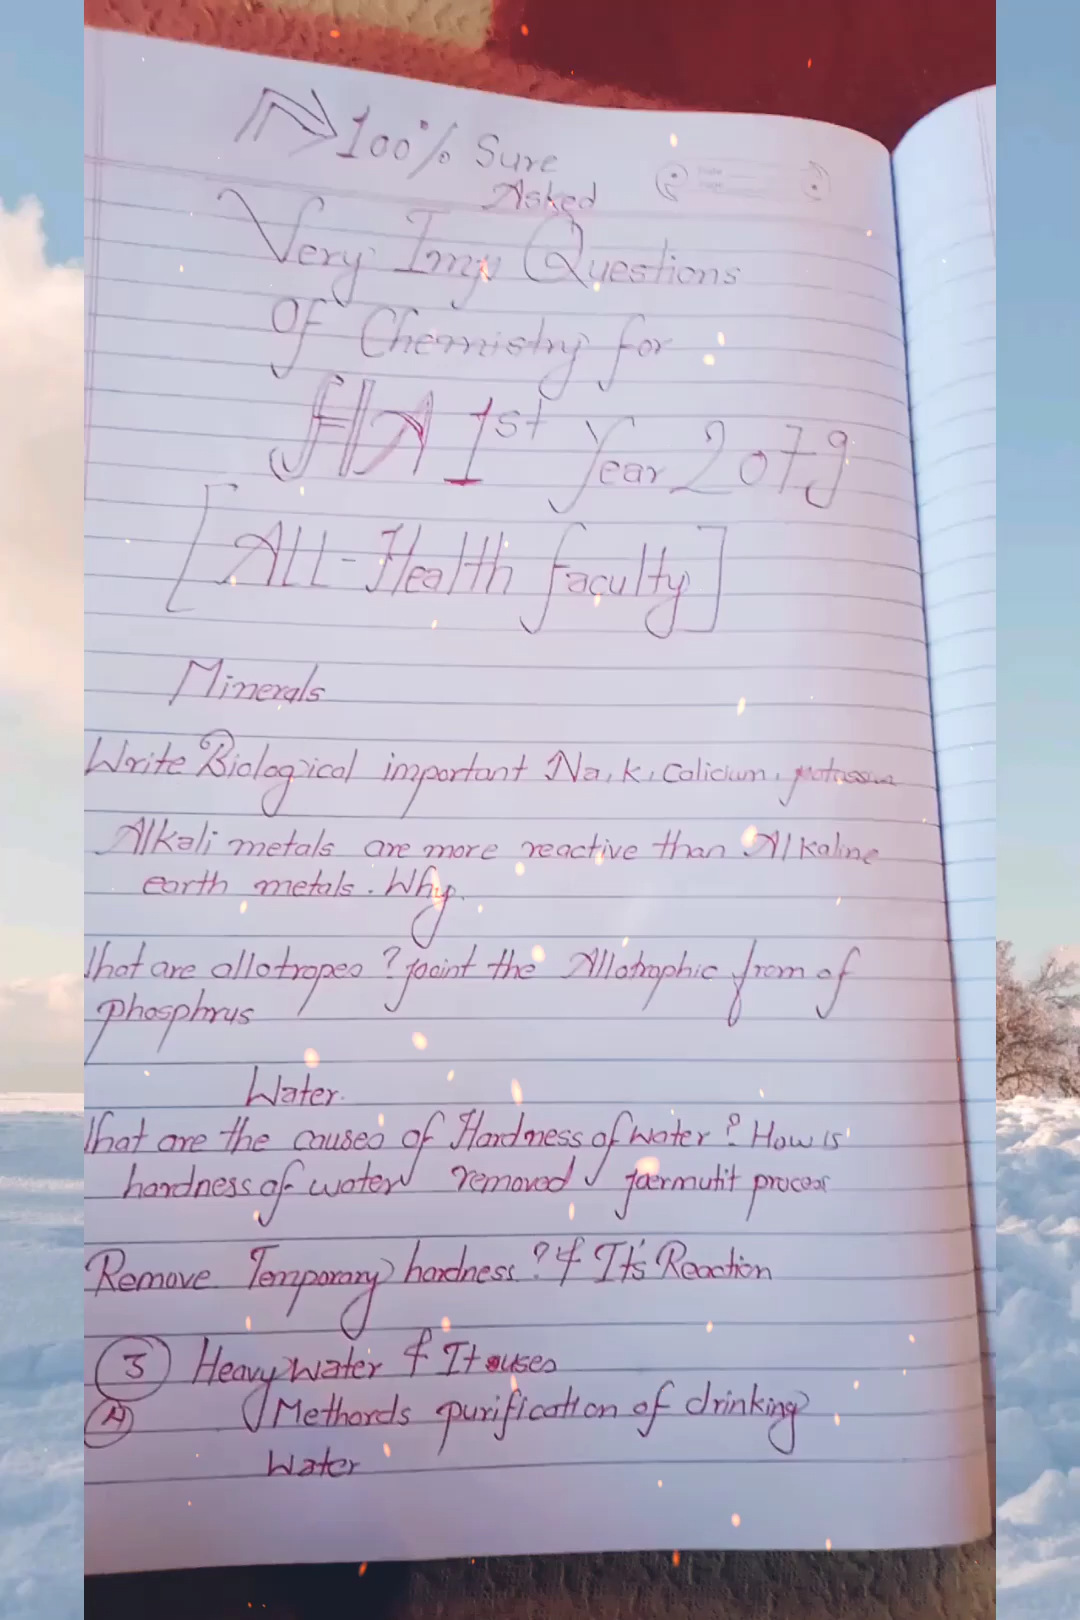 100% Sure
Asked
Very Imp Questions
Of Chemistry for
HA 1st Year 2079
[All-Health faculty]
Minerals
Write Biological important Na, K, Calicium, potassium
Alkali metals are more reactive than Alkaline
earth metals. Why.
What are allotropes? point the Allotrophic from of
phosphrus
Water.
What are the causes of Hardness of water? How is
hardness of water removed permutit process
Remove Temporary hardness? & It's Reaction
3 Heavy water & It uses
4 Methords purification of drinking
Water